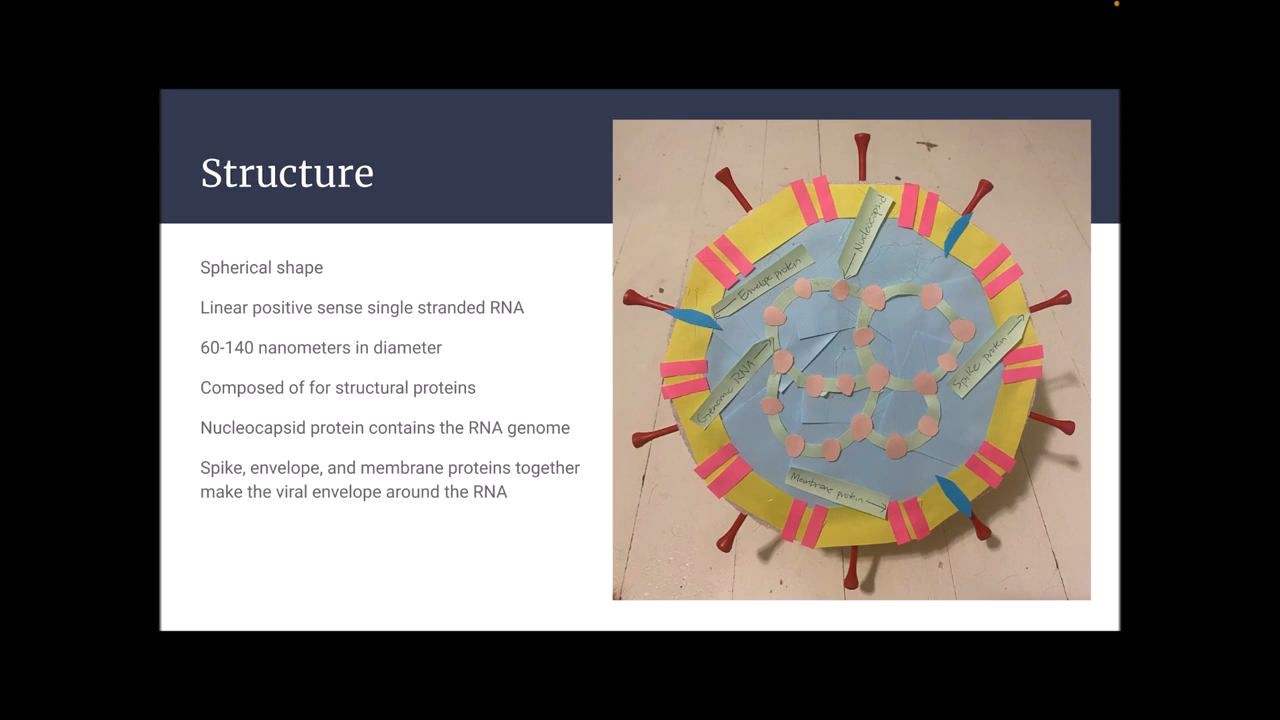 Structure
Spherical shape
Linear positive sense single stranded RNA
60-140 nanometers in diameter
Composed of for structural proteins
Nucleocapsid protein contains the RNA genome
Spike, envelope, and membrane proteins together
make the viral envelope around the RNA
Nucleocapsid
Envelope protein
Genomic RNA
Spike protein
Membrane protein